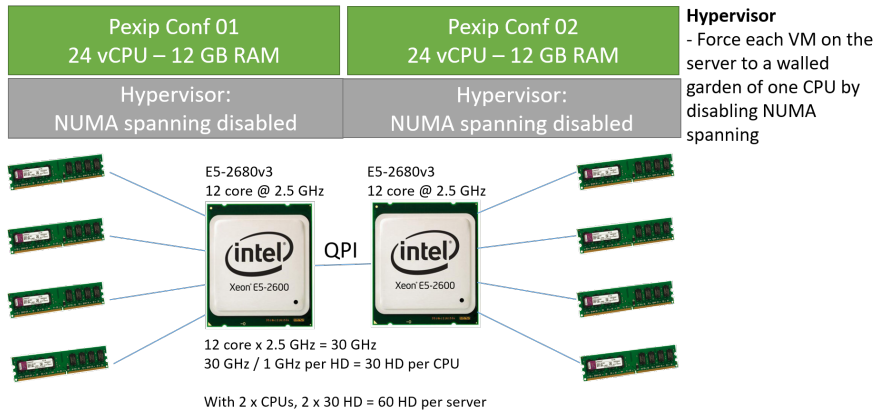 Pexip Conf 01
24 vCPU – 12 GB RAM
Pexip Conf 02
24 vCPU – 12 GB RAM
Hypervisor
- Force each VM on the
server to a walled
garden of one CPU by
disabling NUMA
spanning
Hypervisor:
NUMA spanning disabled
Hypervisor:
NUMA spanning disabled
E5-2680v3
12 core @ 2.5 GHz
E5-2680v3
12 core @ 2.5 GHz
intel®
Xeon® E5-2600
QPI
intel®
Xeon® E5-2600
12 core x 2.5 GHz = 30 GHz
30 GHz / 1 GHz per HD = 30 HD per CPU
With 2 x CPUs, 2 x 30 HD = 60 HD per server